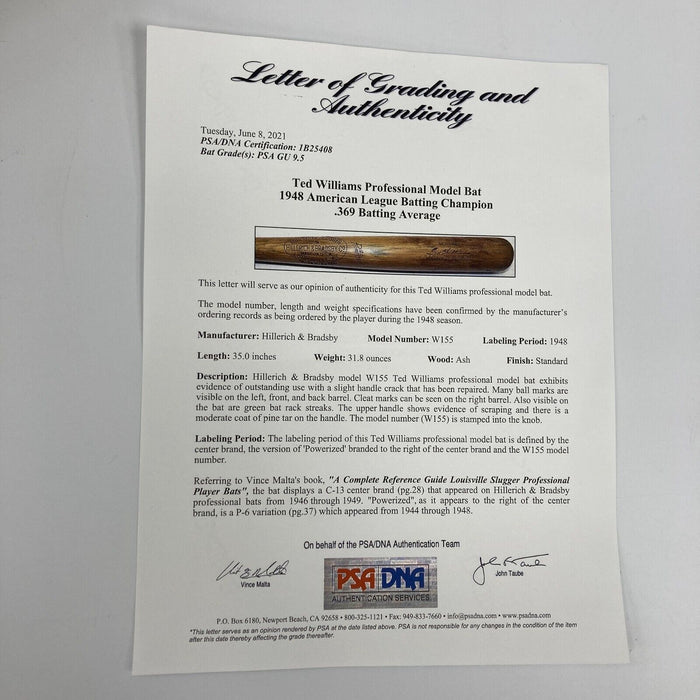 Letter of Grading and
Authenticity
Tuesday, June 8, 2021
PSA/DNA Certification: 1B25408
Bat Grade(s): PSA GU 9.5
Ted Williams Professional Model Bat
1948 American League Batting Champion
.369 Batting Average
This letter will serve as our opinion of authenticity for this Ted Williams professional model bat.
The model number, length and weight specifications have been confirmed by the manufacturer's
ordering records as being ordered by the player during the 1948 season.
Manufacturer: Hillerich & Bradsby Model Number: W155 Labeling Period: 1948
Length: 35.0 inches Weight: 31.8 ounces Wood: Ash Finish: Standard
Description: Hillerich & Bradsby model W155 Ted Williams professional model bat exhibits
evidence of outstanding use with a slight handle crack that has been repaired. Many ball marks are
visible on the left, front, and back barrel. Cleat marks can be seen on the right barrel. Also visible on
the bat are green bat rack streaks. The upper handle shows evidence of scraping and there is a
moderate coat of pine tar on the handle. The model number (W155) is stamped into the knob.
Labeling Period: The labeling period of this Ted Williams professional model bat is defined by the
center brand, the version of 'Powerized' branded to the right of the center brand and the W155 model
number.
Referring to Vince Malta's book, "A Complete Reference Guide Louisville Slugger Professional
Player Bats", the bat displays a C-13 center brand (pg.28) that appeared on Hillerich & Bradsby
professional bats from 1946 through 1949. "Powerized", as it appears to the right of the center
brand, is a P-6 variation (pg.37) which appeared from 1944 through 1948.
On behalf of the PSA/DNA Authentication Team
Vince Malta
PSA DNA
AUTHENTICATION SERVICES
John Taube
P.O. Box 6180, Newport Beach, CA 92658 • 800-325-1121 • Fax: 949-833-7660 • info@psadna.com • www.psadna.com
*This letter serves as an opinion rendered by PSA at the date listed above. PSA is not responsible for any changes in the condition of the item
after this date thereby affecting the grade thereafter.